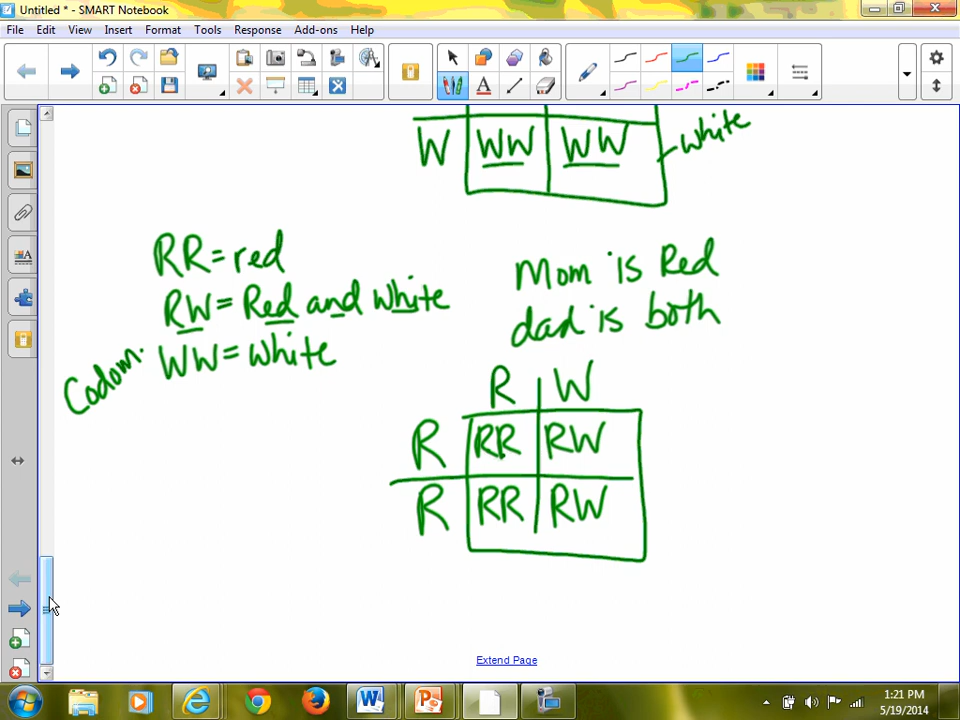 Untitled * - SMART Notebook
File Edit View Insert Format Tools Response Add-ons Help
W WW WW white
RR = red
RW = Red and white
Codom. WW = white
Mom is Red
dad is both
R W
R RR RW
R RR RW
Extend Page
1:21 PM
5/19/2014